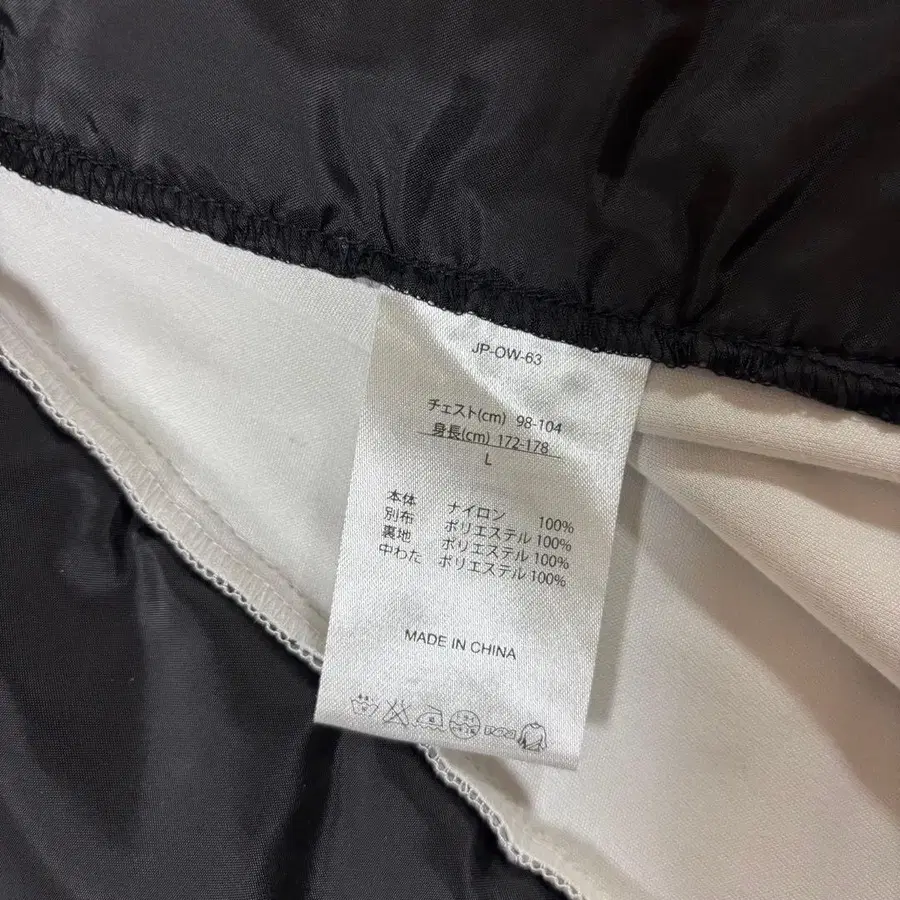 JP-OW-63
チェスト(cm) 98-104
身長(cm) 172-178
L
本体 ナイロン 100%
別布 ポリエステル 100%
裏地 ポリエステル 100%
中わた ポリエステル 100%
MADE IN CHINA